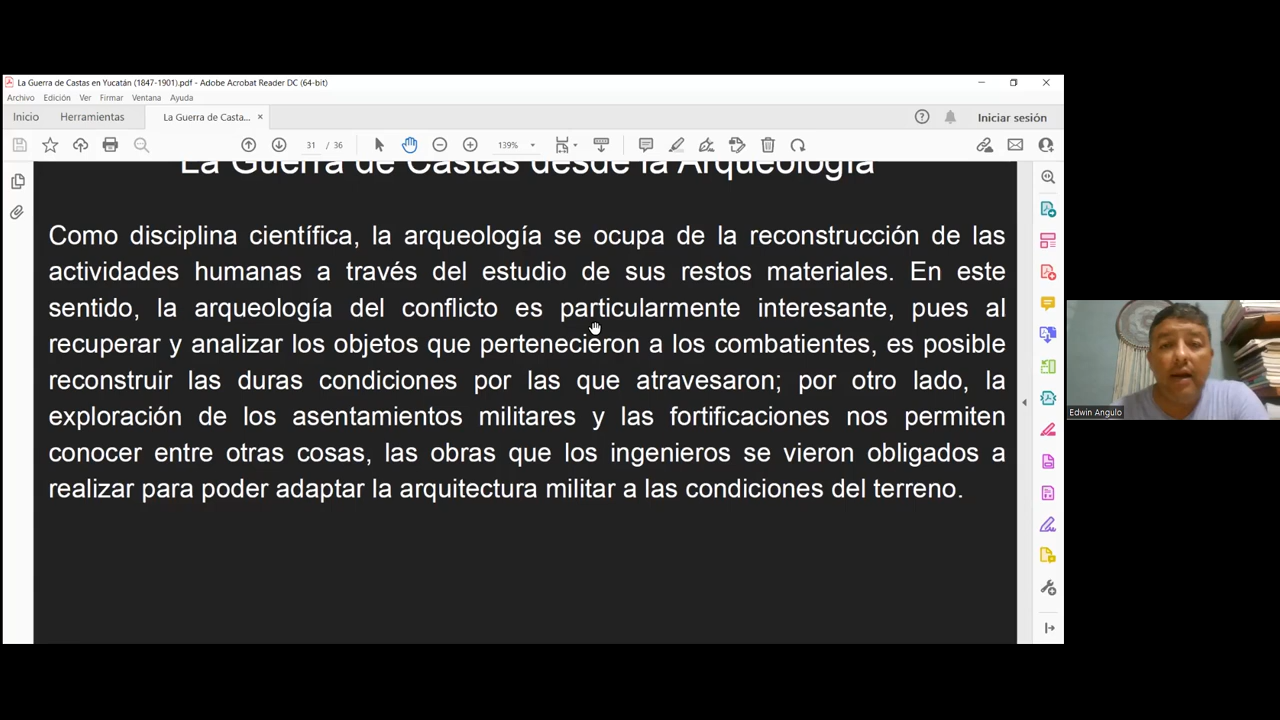 La Guerra de Castas en Yucatán (1847-1901).pdf - Adobe Acrobat Reader DC (64-bit)
Archivo Edición Ver Firmar Ventana Ayuda
Inicio Herramientas La Guerra de Casta... Iniciar sesión
31 / 36 139%
La Guerra de Castas desde la Arqueología
Como disciplina científica, la arqueología se ocupa de la reconstrucción de las
actividades humanas a través del estudio de sus restos materiales. En este
sentido, la arqueología del conflicto es particularmente interesante, pues al
recuperar y analizar los objetos que pertenecieron a los combatientes, es posible
reconstruir las duras condiciones por las que atravesaron; por otro lado, la
exploración de los asentamientos militares y las fortificaciones nos permiten
conocer entre otras cosas, las obras que los ingenieros se vieron obligados a
realizar para poder adaptar la arquitectura militar a las condiciones del terreno.
Edwin Angulo